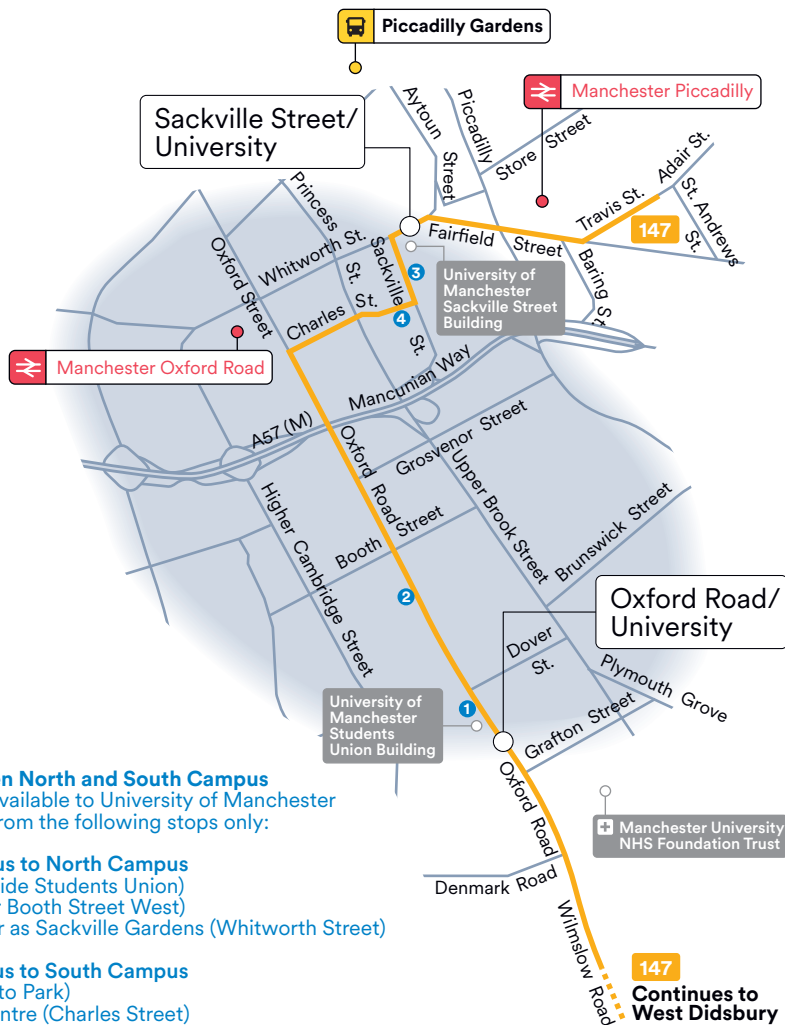 Piccadilly Gardens
Manchester Piccadilly
Sackville Street/
University
Aytoun
Street
Piccadilly
Store Street
Adair St.
Travis St.
St. Andrews
St.
147
Princess
St.
Oxford Street
Whitworth St.
Sackville
St.
Fairfield
Street
Baring St.
3
University of
Manchester
Sackville Street
Building
Charles St.
4
Manchester Oxford Road
Mancunian Way
A57 (M)
Oxford Road
Grosvenor Street
Upper Brook Street
Higher Cambridge Street
Booth Street
Brunswick Street
2
Oxford Road/
University
Dover
St.
Plymouth Grove
1
University of
Manchester
Students
Union Building
Grafton Street
Oxford Road
Manchester University
NHS Foundation Trust
Denmark Road
Wilmslow Road
147
Continues to
West Didsbury
n North and South Campus
vailable to University of Manchester
rom the following stops only:
us to North Campus
ide Students Union)
r Booth Street West)
r as Sackville Gardens (Whitworth Street)
us to South Campus
to Park)
ntre (Charles Street)